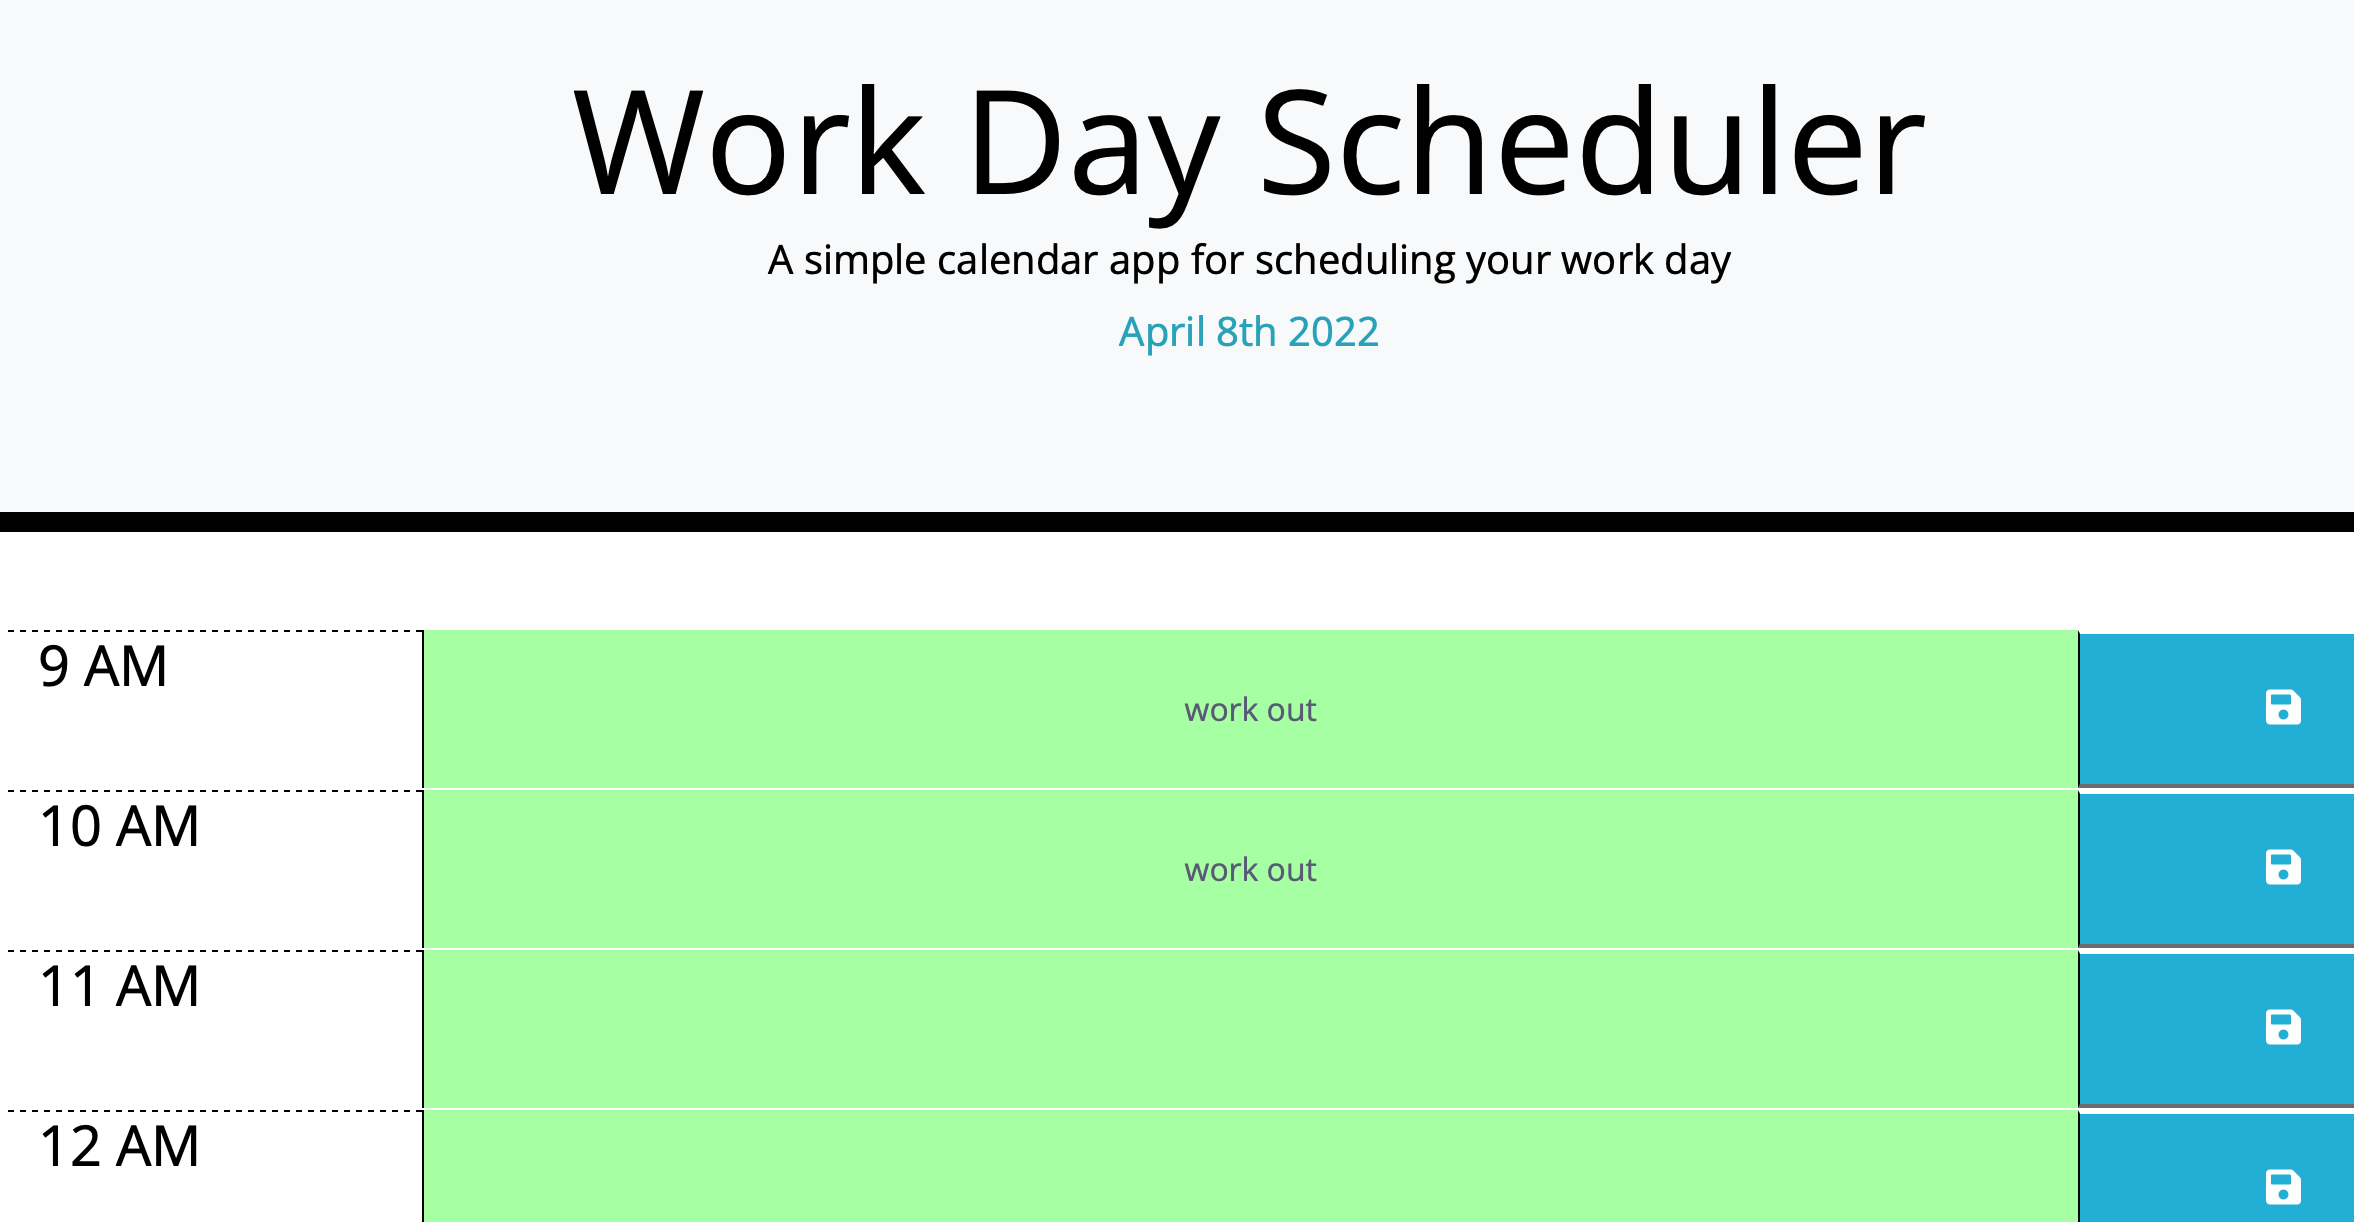 Work Day Scheduler
A simple calendar app for scheduling your work day
April 8th 2022
9 AM
work out
10 AM
work out
11 AM
12 AM